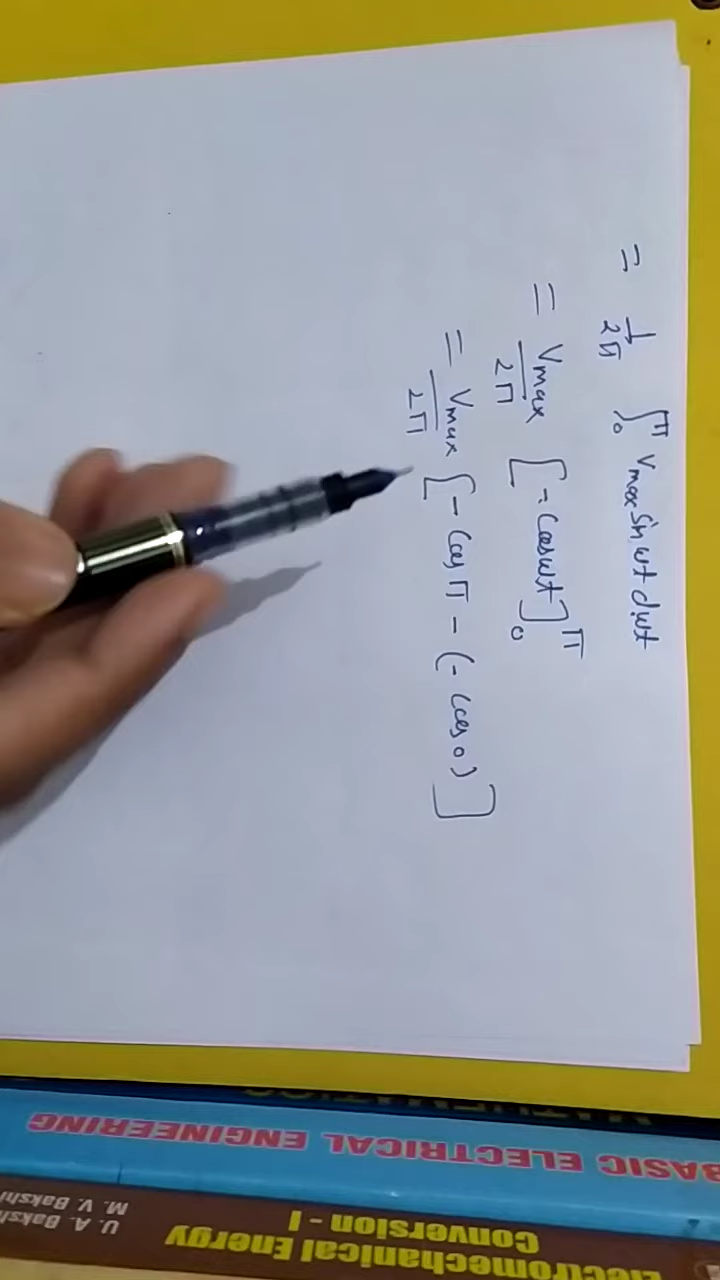 = 1/2π ∫₀^π Vmax sin ωt dωt
= Vmax/2π [- cos ωt]₀^π
= Vmax/2π [- cos π - (- cos 0)]
BASIC ELECTRICAL ENGINEERING
Electromechanical Energy
Conversion - I
U. A. Bakshi
M. V. Bakshi